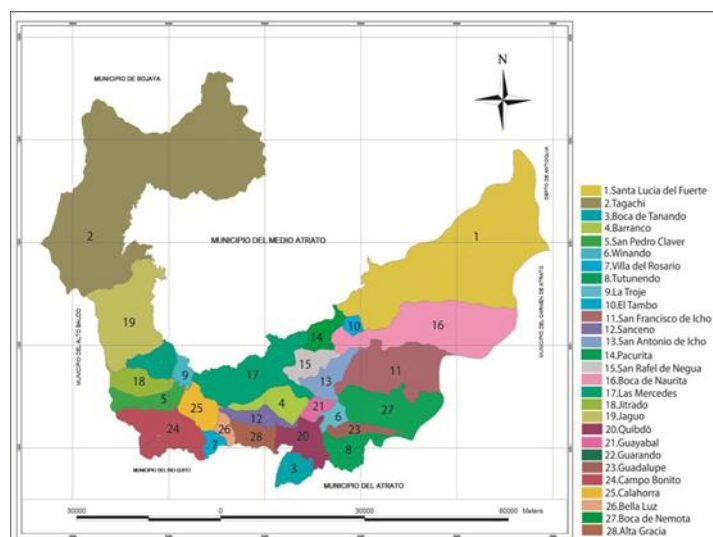 MUNICIPIO DE BOJAYA
N
DEPTO DE ANTIOQUIA
MUNICIPIO DEL MEDIO ATRATO
MUNICIPIO DEL CARMEN DE ATRATO
MUNICIPIO DEL ALTO BAUDO
2
1
19
10
14
16
15
17
9
13
11
18
5
25
4
21
27
12
6
24
26
28
20
23
7
8
3
MUNICIPIO DEL RIO QUITO
MUNICIPIO DEL ATRATO
30000 0 30000 60000 Meters
1.Santa Lucia del Fuerte
2.Tagachi
3.Boca de Tanando
4.Barranco
5.San Pedro Claver
6.Winando
7.Villa del Rosario
8.Tutunendo
9.La Troje
10.El Tambo
11.San Francisco de Icho
12.Sanceno
13.San Antonio de Icho
14.Pacurita
15.San Rafel de Negua
16.Boca de Naurita
17.Las Mercedes
18.Jitrado
19.Jaguo
20.Quibdó
21.Guayabal
22.Guarando
23.Guadalupe
24.Campo Bonito
25.Calahorra
26.Bella Luz
27.Boca de Nemota
28.Alta Gracia